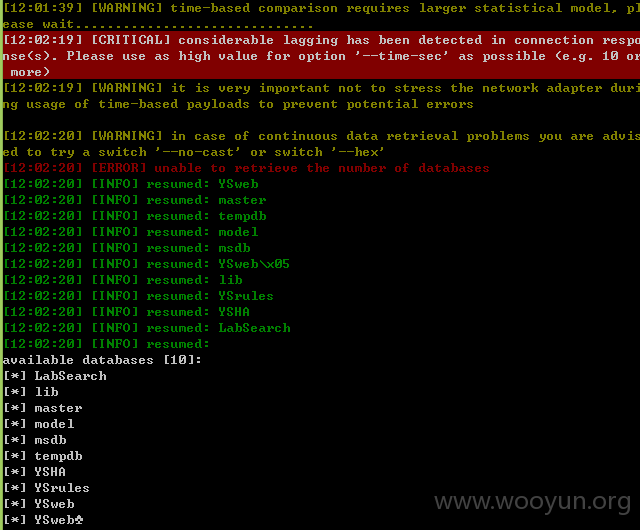 [12:01:39] [WARNING] time-based comparison requires larger statistical model, pl
ease wait..............................
[12:02:19] [CRITICAL] considerable lagging has been detected in connection respo
nse(s). Please use as high value for option '--time-sec' as possible (e.g. 10 or
 more)
[12:02:19] [WARNING] it is very important not to stress the network adapter duri
ng usage of time-based payloads to prevent potential errors
[12:02:20] [WARNING] in case of continuous data retrieval problems you are advis
ed to try a switch '--no-cast' or switch '--hex'
[12:02:20] [ERROR] unable to retrieve the number of databases
[12:02:20] [INFO] resumed: YSweb
[12:02:20] [INFO] resumed: master
[12:02:20] [INFO] resumed: tempdb
[12:02:20] [INFO] resumed: model
[12:02:20] [INFO] resumed: msdb
[12:02:20] [INFO] resumed: YSweb\x05
[12:02:20] [INFO] resumed: lib
[12:02:20] [INFO] resumed: YSrules
[12:02:20] [INFO] resumed: YSHA
[12:02:20] [INFO] resumed: LabSearch
[12:02:20] [INFO] resumed:
available databases [10]:
[*] LabSearch
[*] lib
[*] master
[*] model
[*] msdb
[*] tempdb
[*] YSHA
[*] YSrules
[*] YSweb
[*] YSweb♣
www.wooyun.org